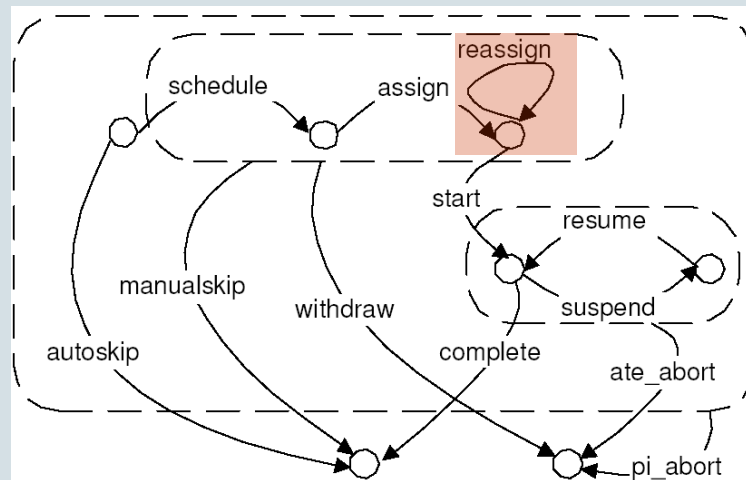 reassign
schedule
assign
start
resume
manualskip
withdraw
suspend
autoskip
complete
ate_abort
pi_abort